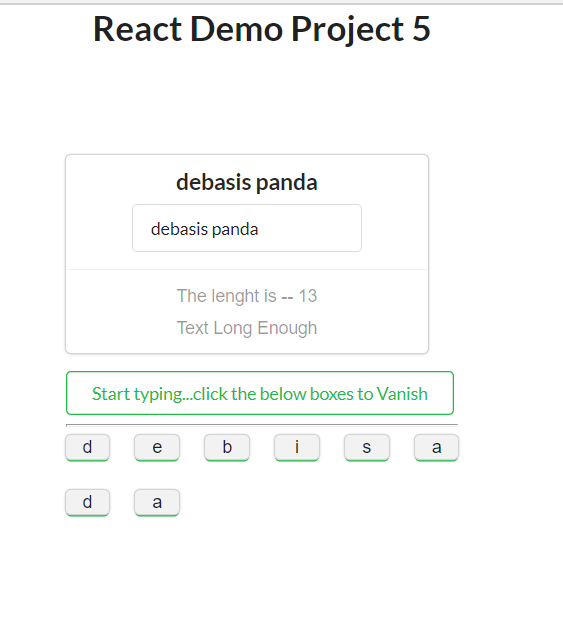 React Demo Project 5
debasis panda
debasis panda
The lenght is -- 13
Text Long Enough
Start typing...click the below boxes to Vanish
d e b i s a
d a